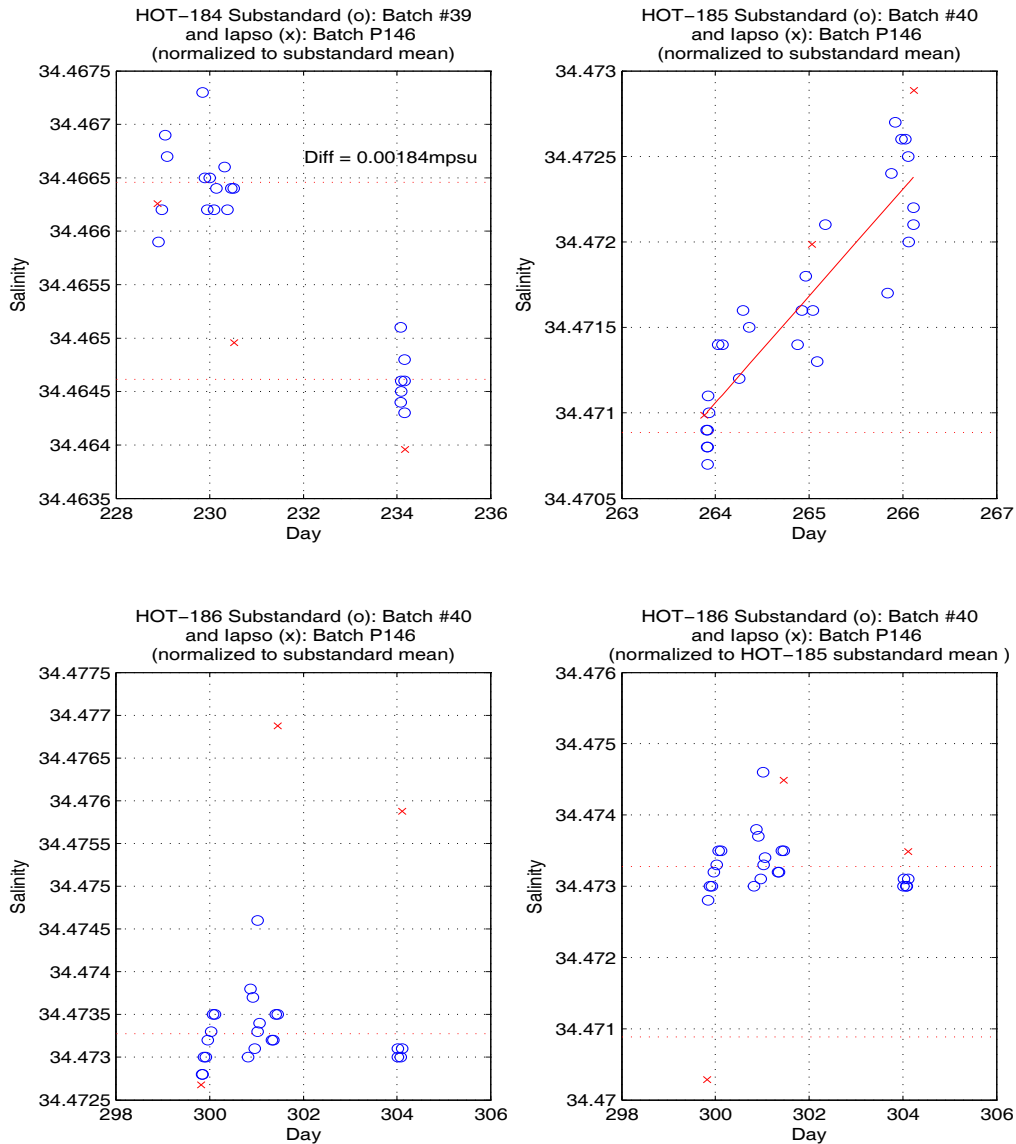 HOT−184 Substandard (o): Batch #39
and Iapso (x): Batch P146
(normalized to substandard mean)
34.4675
34.467
34.4665
34.466
34.4655
34.465
34.4645
34.464
34.4635
Salinity
Diff = 0.00184mpsu
228
230
232
234
236
Day
HOT−185 Substandard (o): Batch #40
and Iapso (x): Batch P146
(normalized to substandard mean)
34.473
34.4725
34.472
34.4715
34.471
34.4705
Salinity
263
264
265
266
267
Day
HOT−186 Substandard (o): Batch #40
and Iapso (x): Batch P146
(normalized to substandard mean)
34.4775
34.477
34.4765
34.476
34.4755
34.475
34.4745
34.474
34.4735
34.473
34.4725
Salinity
298
300
302
304
306
Day
HOT−186 Substandard (o): Batch #40
and Iapso (x): Batch P146
(normalized to HOT−185 substandard mean )
34.476
34.475
34.474
34.473
34.472
34.471
34.47
Salinity
298
300
302
304
306
Day